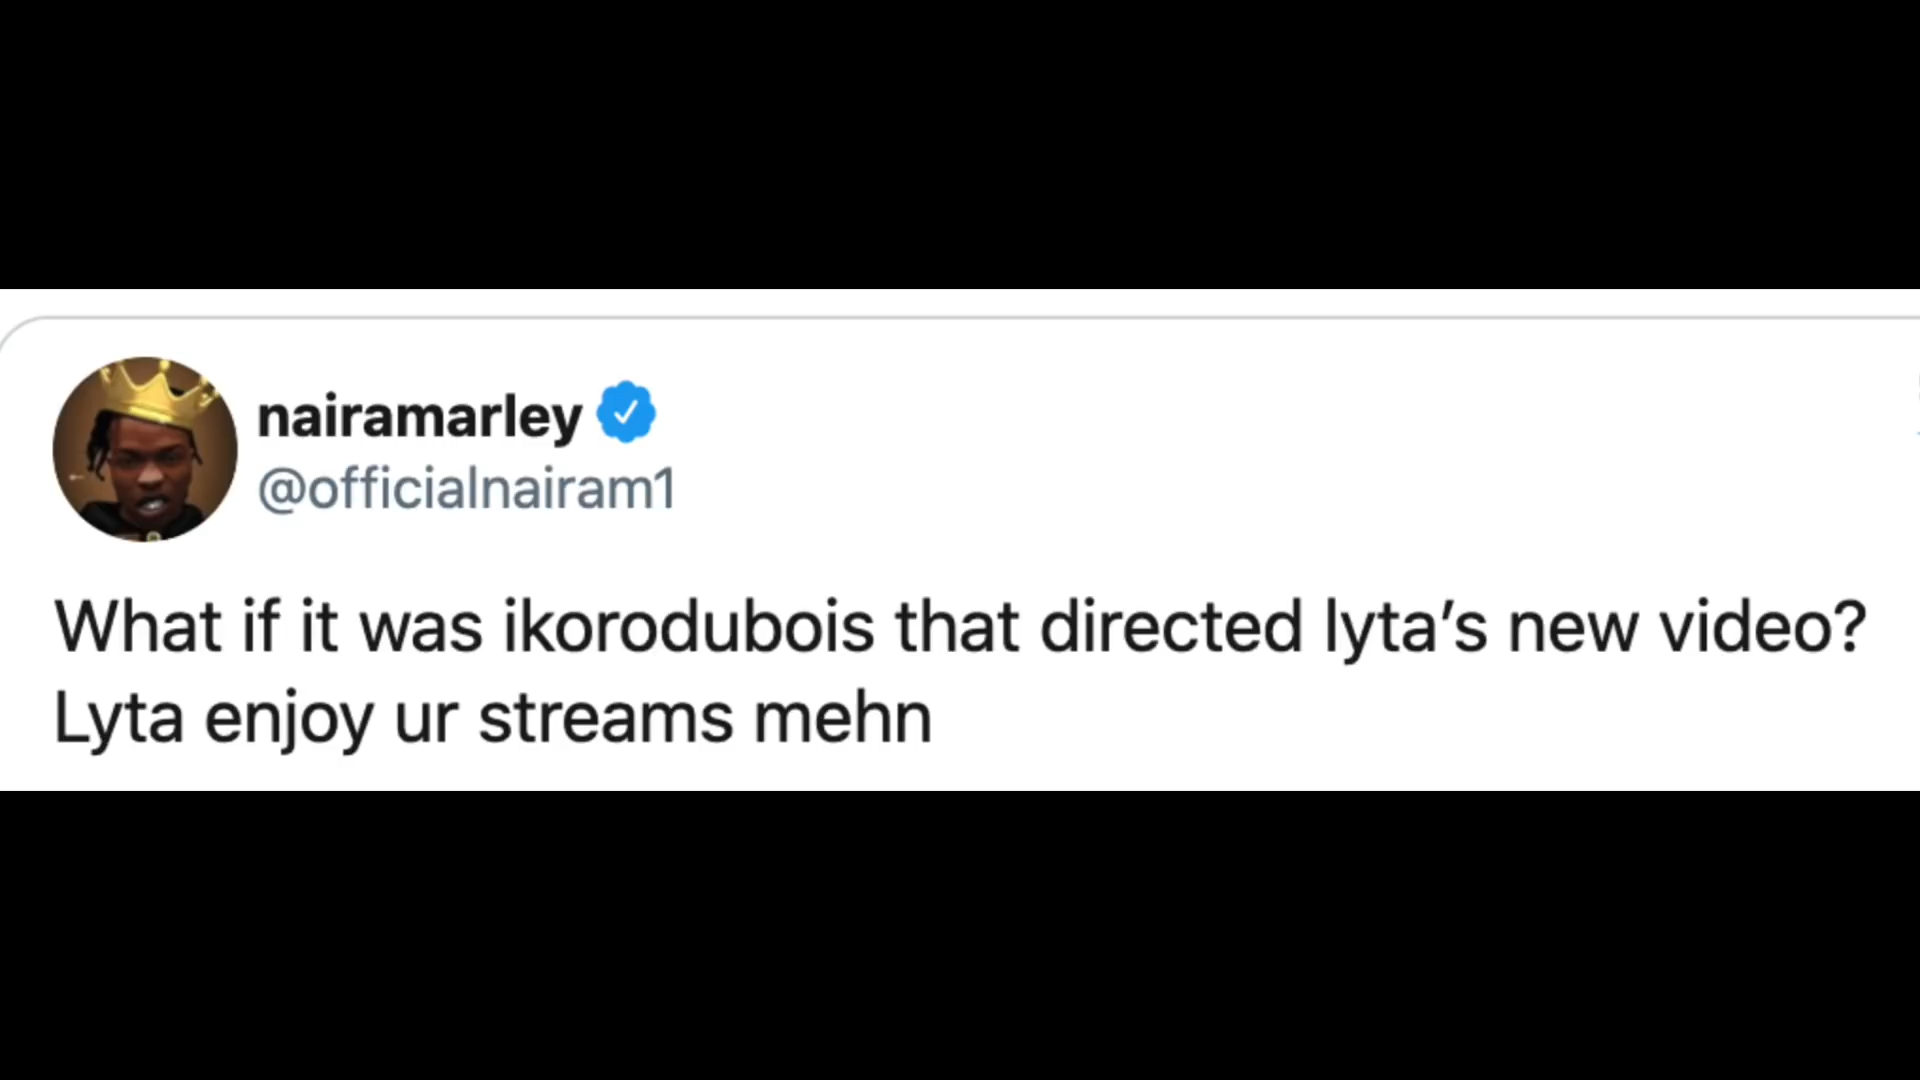 nairamarley
@officialnairam1
What if it was ikorodubois that directed lyta’s new video?
Lyta enjoy ur streams mehn